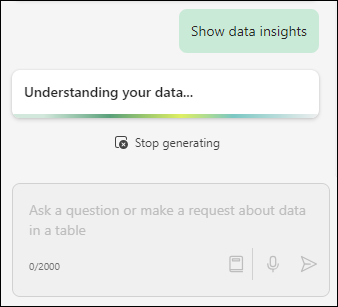 Show data insights
Understanding your data...
Stop generating
Ask a question or make a request about data
in a table
0/2000